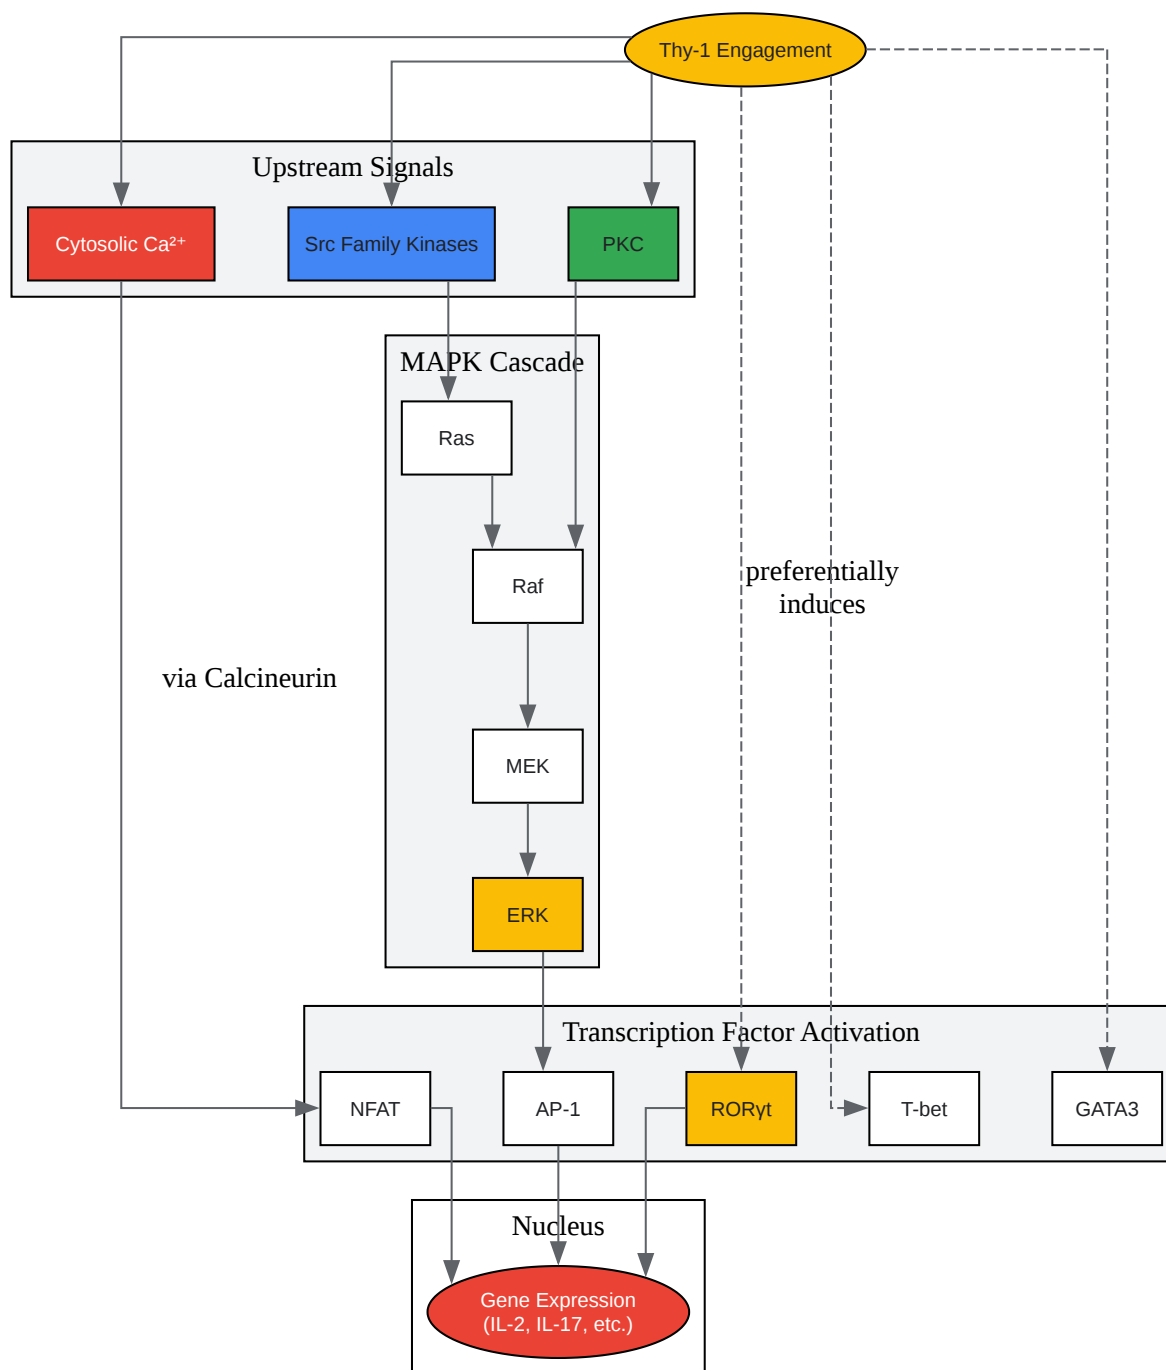 Thy-1 Engagement
Upstream Signals
Cytosolic Ca²⁺
Src Family Kinases
PKC
MAPK Cascade
Ras
Raf
preferentially
induces
via Calcineurin
MEK
ERK
Transcription Factor Activation
NFAT
AP-1
RORγt
T-bet
GATA3
Nucleus
Gene Expression
(IL-2, IL-17, etc.)